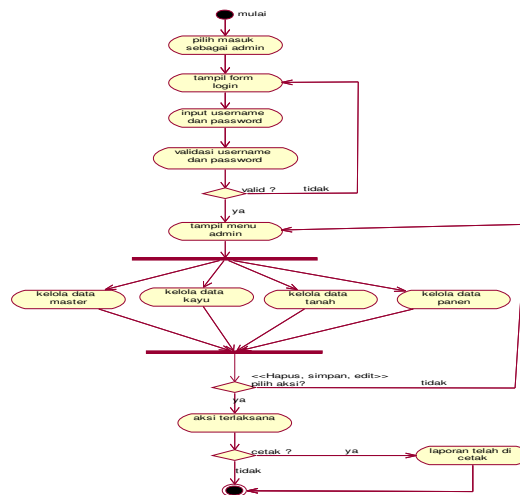 mulai
pilih masuk
sebagai admin
tampil form
login
input username
dan password
validasi username
dan password
valid ?
tidak
ya
tampil menu
admin
kelola data
master
kelola data
kayu
kelola data
tanah
kelola data
panen
<<Hapus, simpan, edit>>
pilih aksi?
tidak
ya
aksi terlaksana
cetak ?
ya
laporan telah di
cetak
tidak